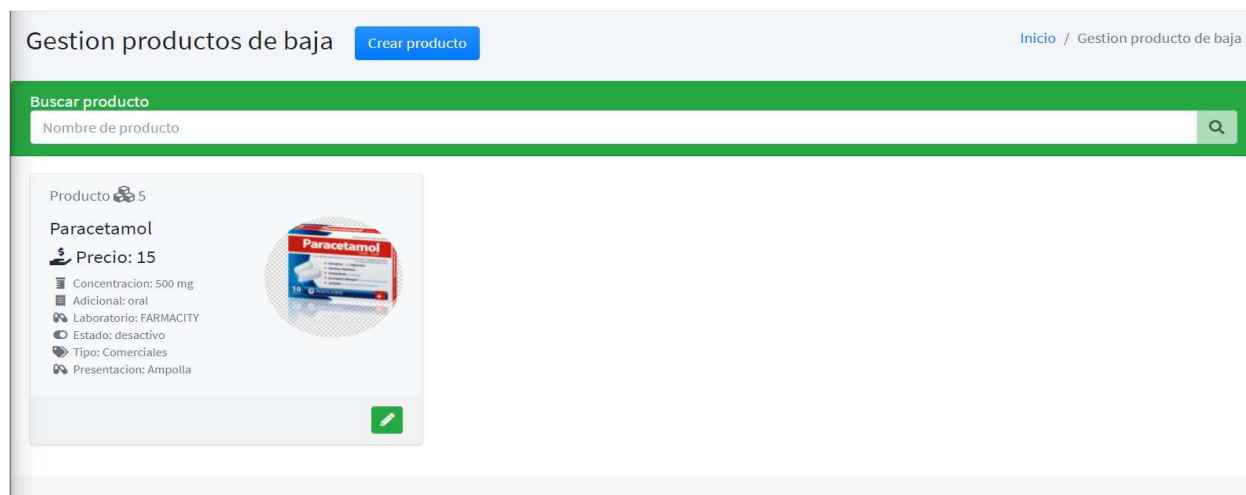 Gestion productos de baja
Crear producto
Inicio / Gestion producto de baja
Buscar producto
Nombre de producto
Producto 5
Paracetamol
Precio: 15
Concentracion: 500 mg
Adicional: oral
Laboratorio: FARMACITY
Estado: desactivo
Tipo: Comerciales
Presentacion: Ampolla
Paracetamol
10